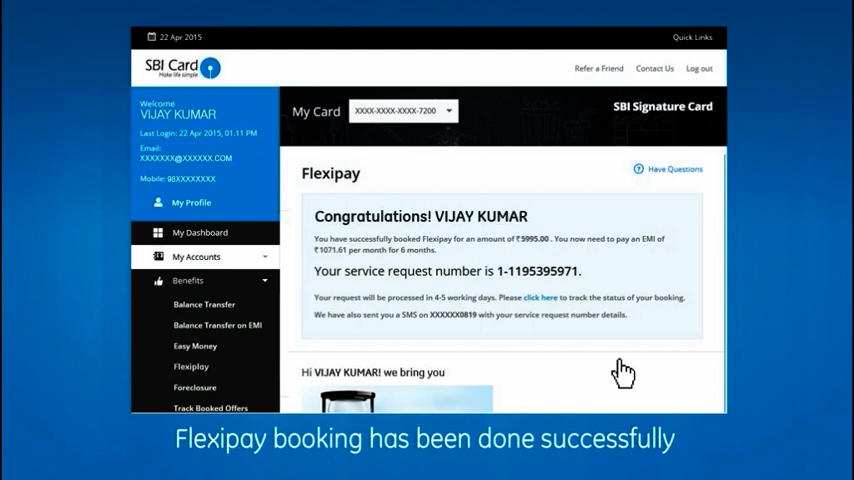 22 Apr 2015
Quick Links
SBI Card
Make life simple
Refer a Friend
Contact Us
Log out
Welcome
VIJAY KUMAR
Last Login: 22 Apr 2015, 01.11 PM
Email:
XXXXXXX@XXXXXX.COM
Mobile: 98XXXXXXXX
My Profile
My Dashboard
My Accounts
Benefits
Balance Transfer
Balance Transfer on EMI
Easy Money
Flexiplay
Foreclosure
Track Booked Offers
My Card
XXXX-XXXX-XXXX-7200
SBI Signature Card
Flexipay
Have Questions
Congratulations! VIJAY KUMAR
You have successfully booked Flexipay for an amount of ₹5995.00 . You now need to pay an EMI of
₹1071.61 per month for 6 months.
Your service request number is 1-1195395971.
Your request will be processed in 4-5 working days. Please click here to track the status of your booking.
We have also sent you a SMS on XXXXXX0819 with your service request number details.
Hi VIJAY KUMAR! we bring you
Flexipay booking has been done successfully